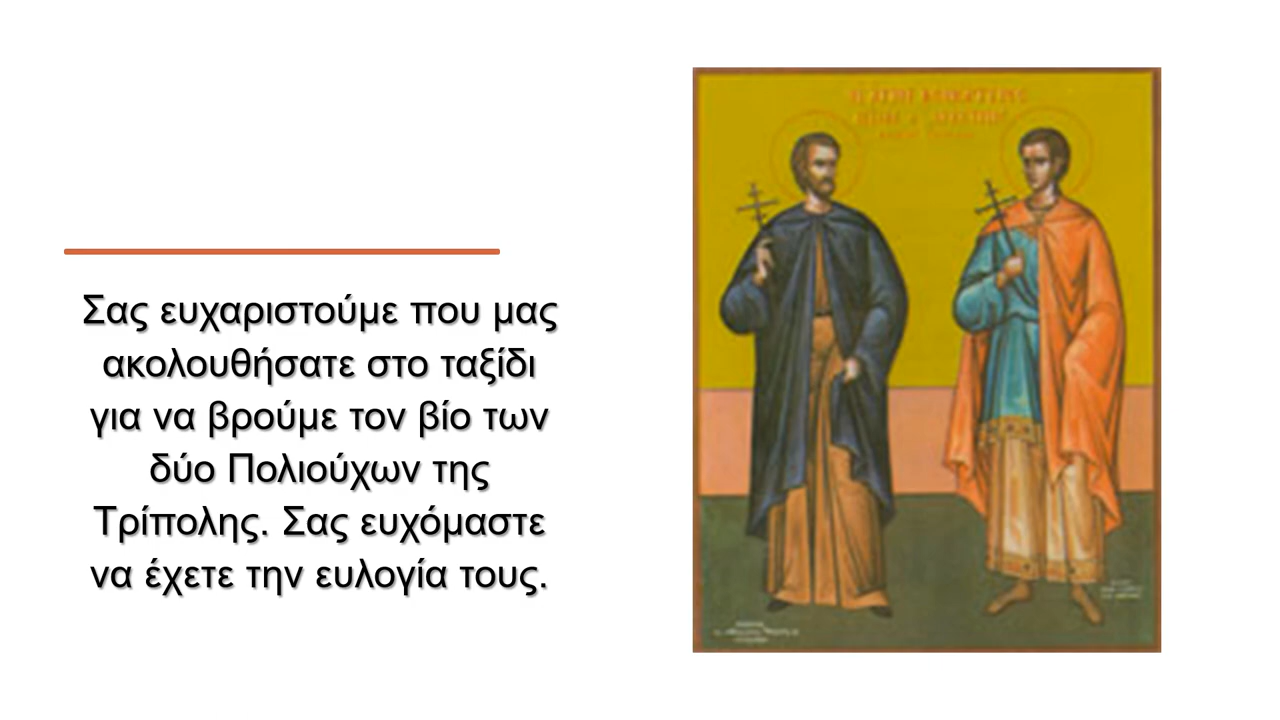 Σας ευχαριστούμε που μας
ακολουθήσατε στο ταξίδι
για να βρούμε τον βίο των
δύο Πολιούχων της
Τρίπολης. Σας ευχόμαστε
να έχετε την ευλογία τους.